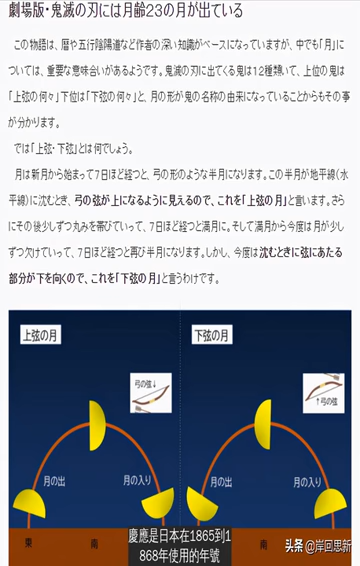 劇場版・鬼滅の刃には月齢23の月が出ている
この物語は、暦や五行陰陽道など作者の深い知識がベースになっていますが、中でも「月」に
ついては、重要な意味合いがあるようです。鬼滅の刃に出てくる鬼は12種類いて、上位の鬼は
「上弦の何々」下位は「下弦の何々」と、月の形が鬼の名称の由来になっていることからもその事
が分かります。
では「上弦・下弦」とは何でしょう。
月は新月から始まって7日ほど経つと、弓の形のような半月になります。この半月が地平線(水
平線)に沈むとき、弓の弦が上になるように見えるので、これを「上弦の月」と言います。さら
にその後少しずつ丸みを帯びていって、7日ほど経つと満月に。そして満月から今度は月が少し
ずつ欠けていって、7日ほど経つと再び半月になります。しかし、今度は沈むときに弦にあたる
部分が下を向くので、これを「下弦の月」と言うわけです。
上弦の月
下弦の月
弓の弦↓
↑弓の弦
月の出
月の入り
月の出
月の入り
東
南
南
慶應是日本在1865到1
868年使用的年號
头条@岸回思新